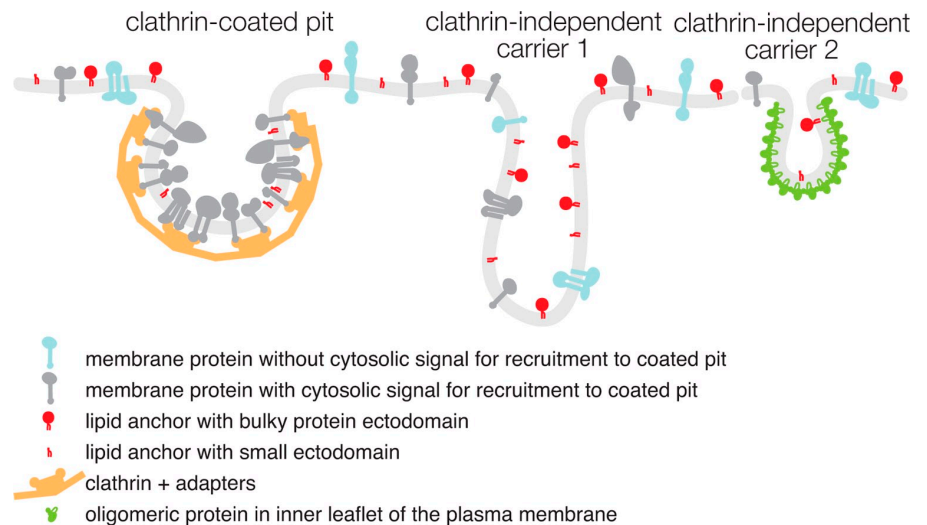 clathrin-coated pit
clathrin-independent
carrier 1
clathrin-independent
carrier 2
membrane protein without cytosolic signal for recruitment to coated pit
membrane protein with cytosolic signal for recruitment to coated pit
lipid anchor with bulky protein ectodomain
lipid anchor with small ectodomain
clathrin + adapters
oligomeric protein in inner leaflet of the plasma membrane